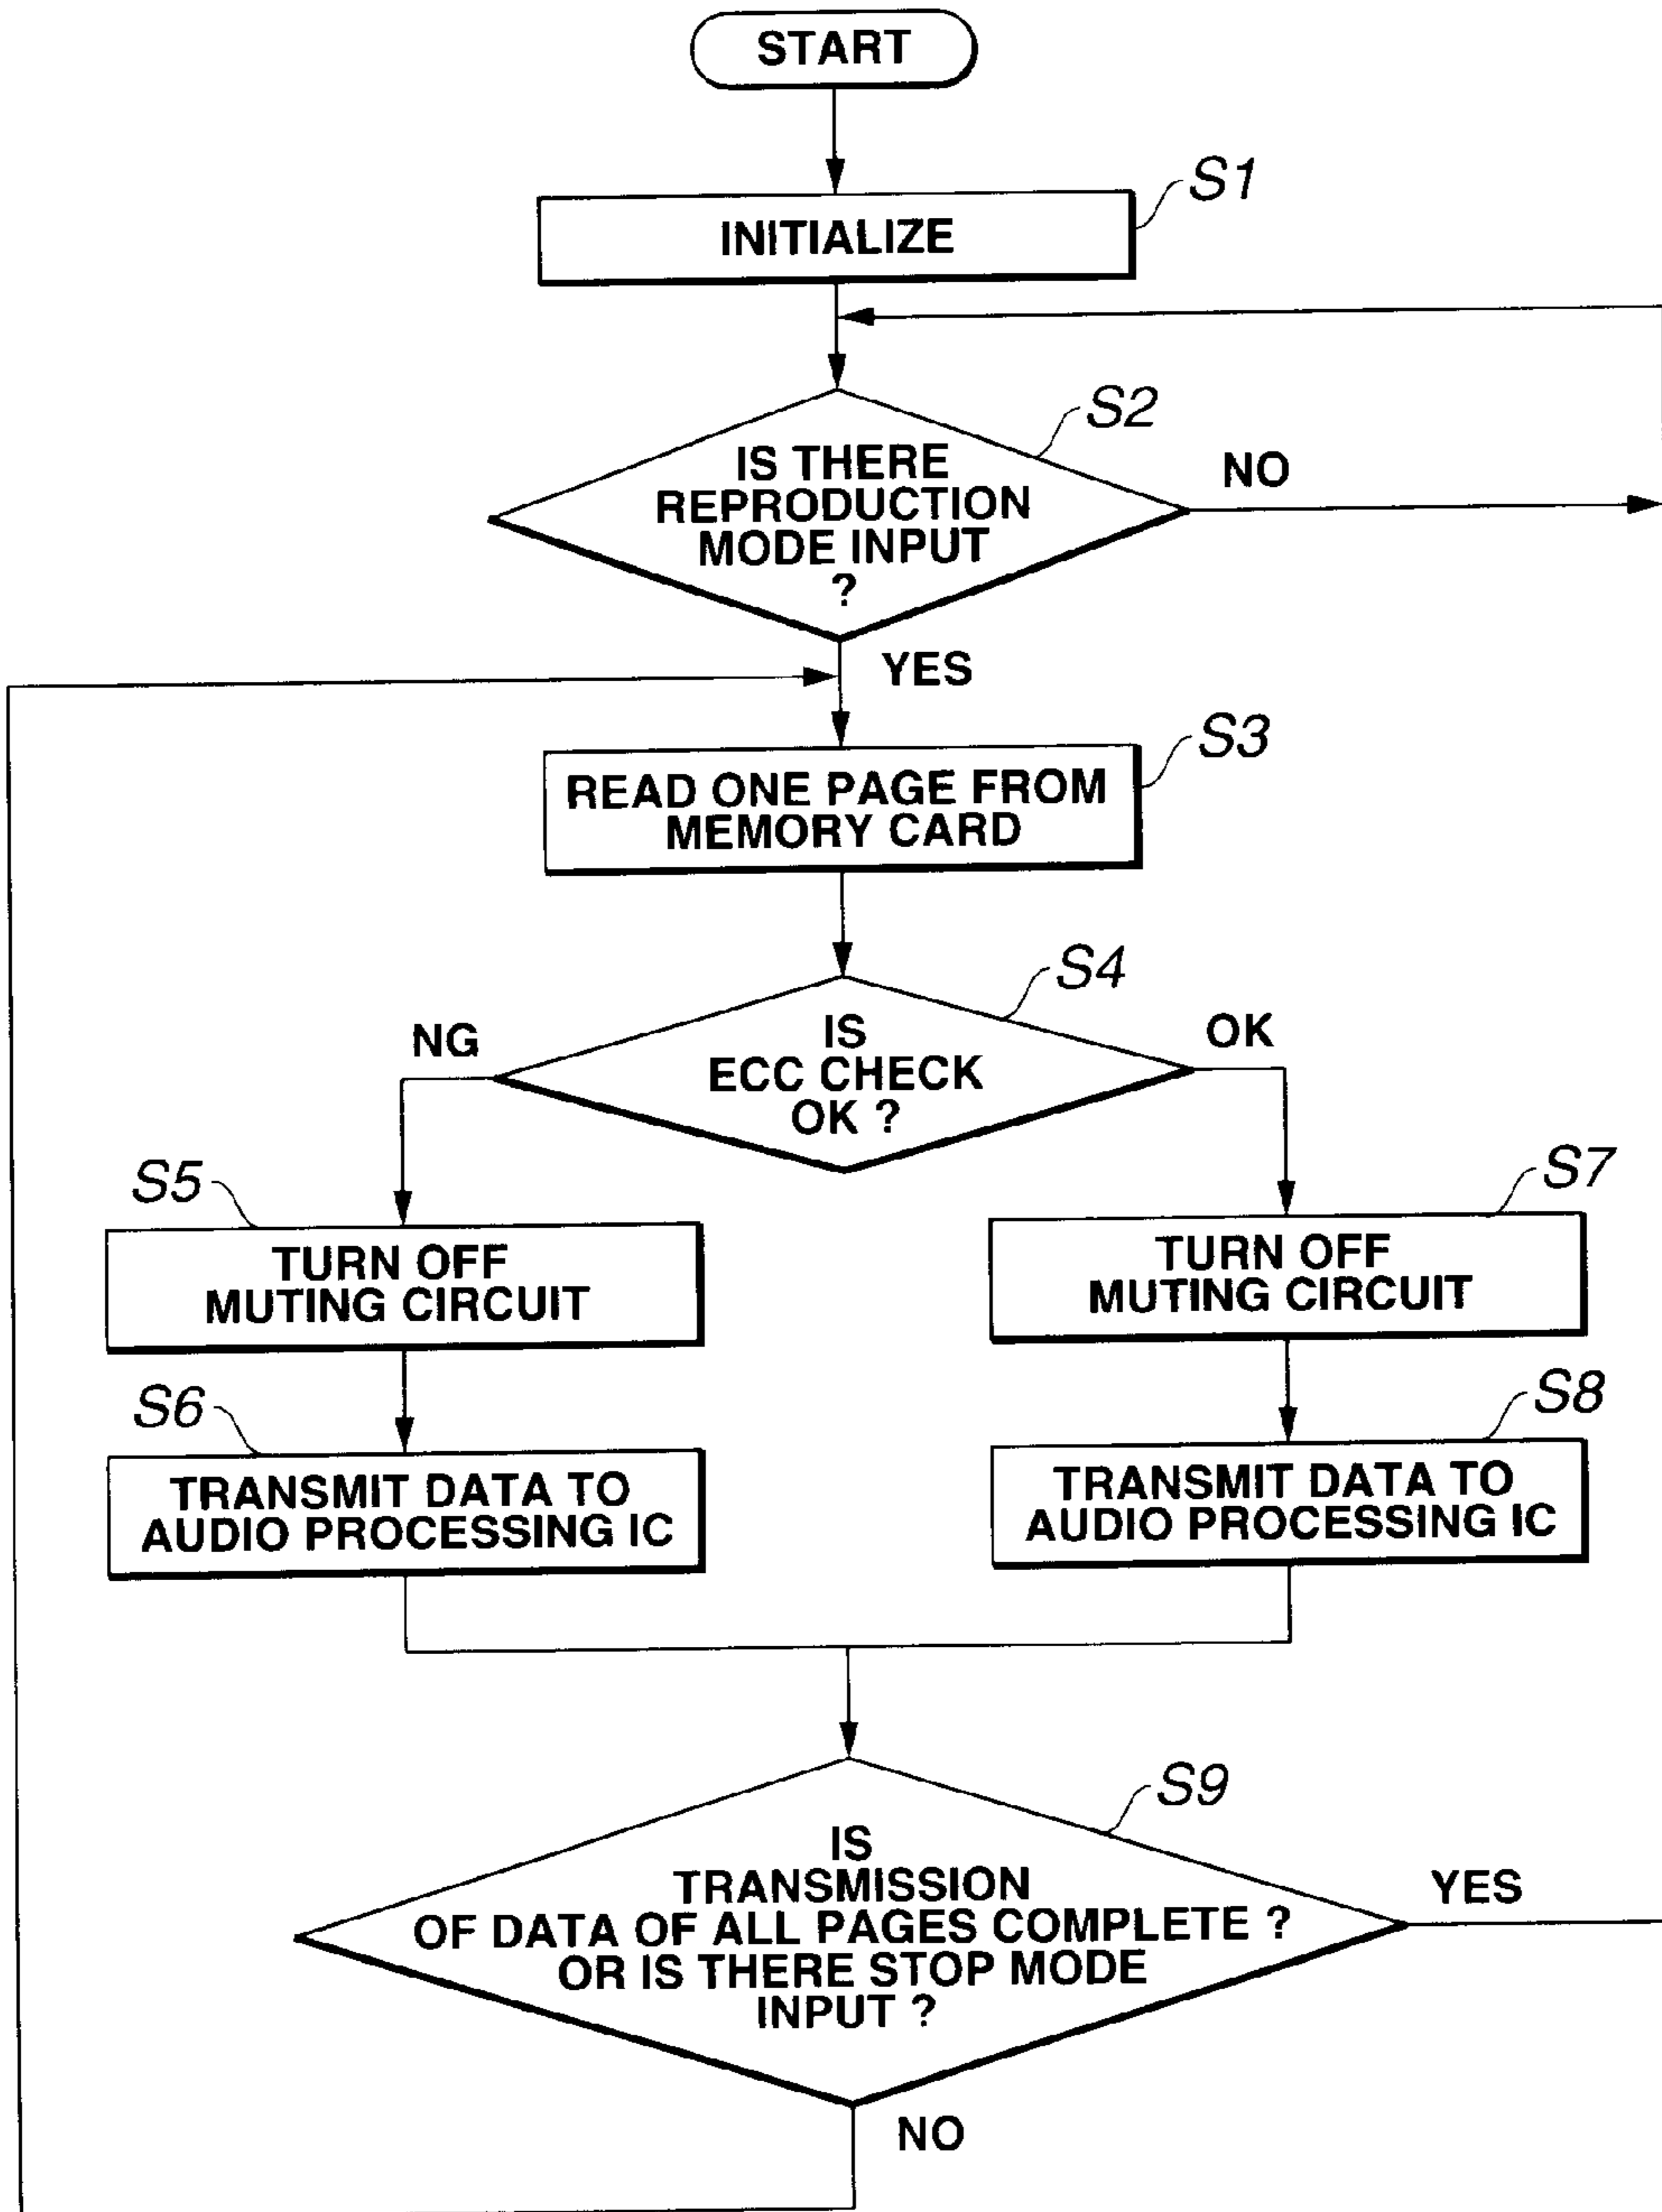 START
S1
INITIALIZE
S2
IS THERE
REPRODUCTION
MODE INPUT
?
NO
YES
S3
READ ONE PAGE FROM
MEMORY CARD
S4
IS
ECC CHECK
OK ?
NG
OK
S5
TURN OFF
MUTING CIRCUIT
S7
TURN OFF
MUTING CIRCUIT
S6
TRANSMIT DATA TO
AUDIO PROCESSING IC
S8
TRANSMIT DATA TO
AUDIO PROCESSING IC
S9
IS
TRANSMISSION
OF DATA OF ALL PAGES COMPLETE ?
OR IS THERE STOP MODE
INPUT ?
YES
NO